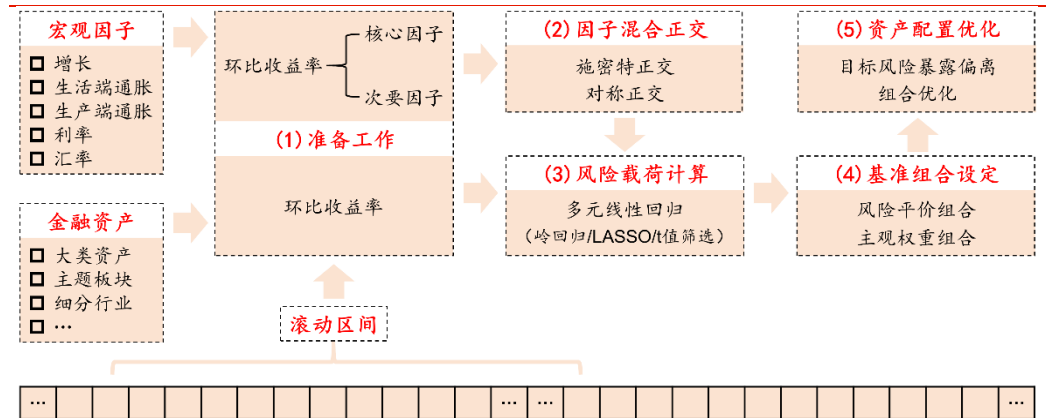 宏观因子
增长
生活端通胀
生产端通胀
利率
汇率
金融资产
大类资产
主题板块
细分行业
…
环比收益率
核心因子
次要因子
(1)准备工作
环比收益率
滚动区间
(2)因子混合正交
施密特正交
对称正交
(3)风险载荷计算
多元线性回归
（岭回归/LASSO/t值筛选）
(5)资产配置优化
目标风险暴露偏离
组合优化
(4)基准组合设定
风险平价组合
主观权重组合
… … … …